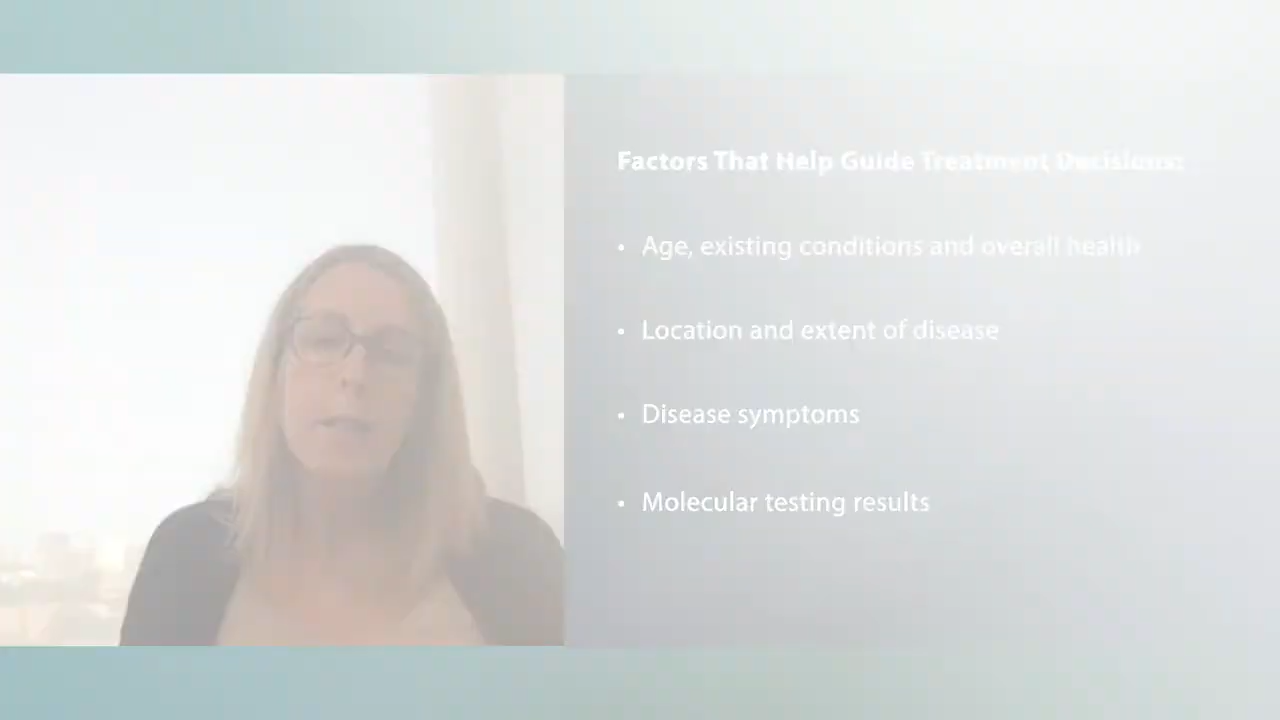 Factors That Help Guide Treatment Decisions:
• Age, existing conditions and overall health
• Location and extent of disease
• Disease symptoms
• Molecular testing results